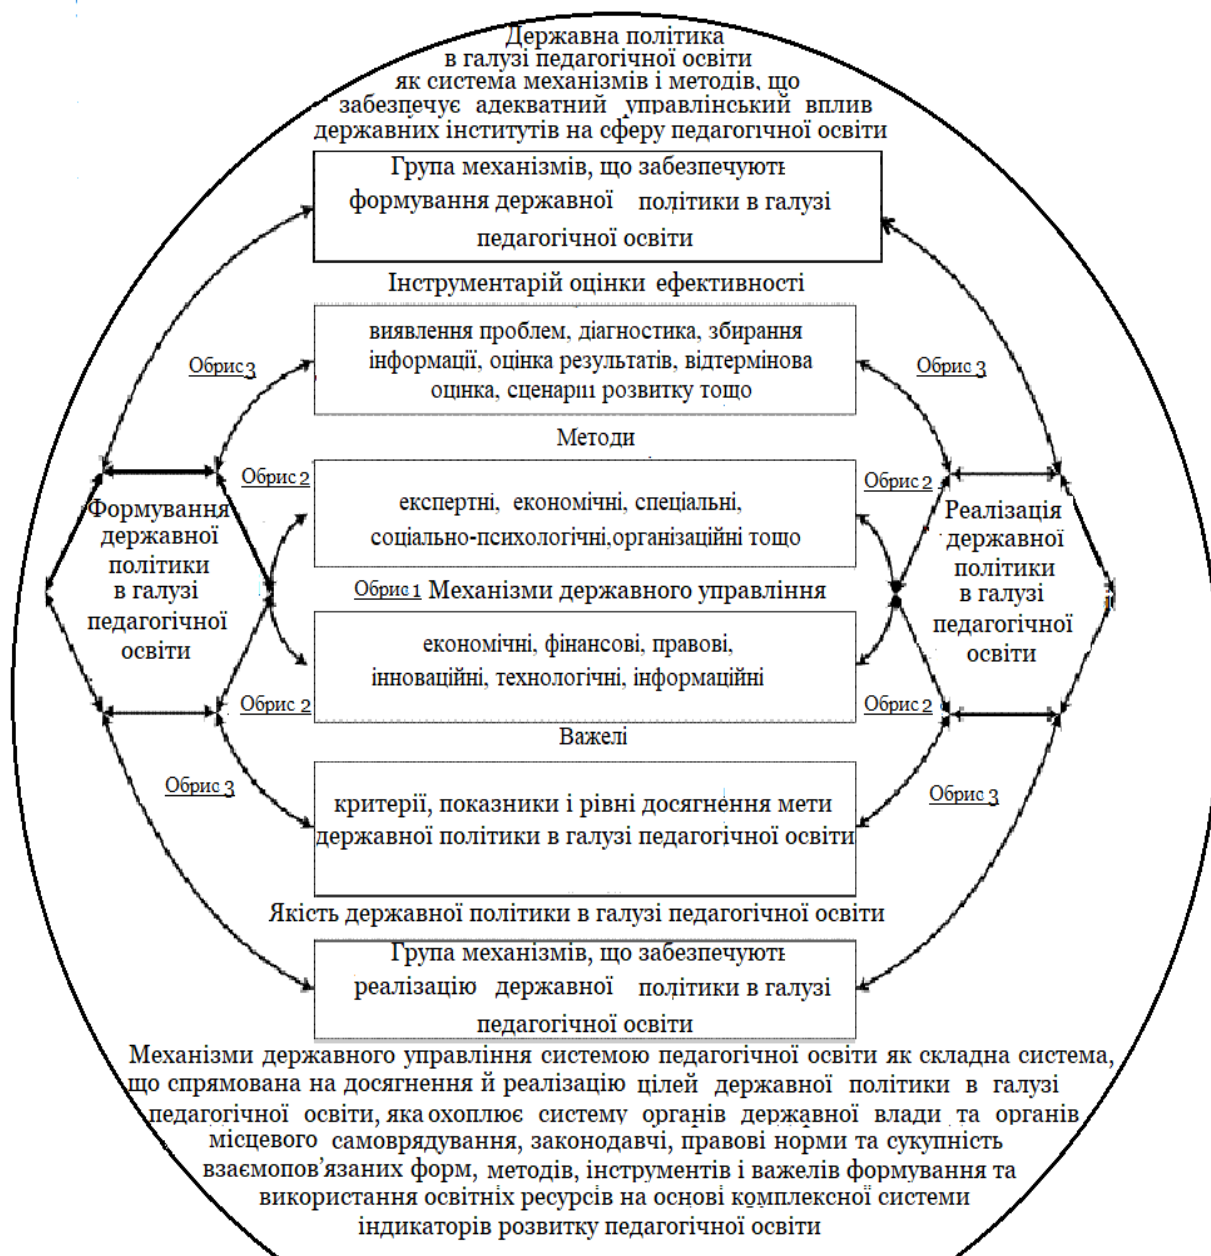 Державна політика
в галузі педагогічної освіти
як система механізмів і методів, що
забезпечує адекватний управлінський вплив
державних інститутів на сферу педагогічної освіти
Група механізмів, що забезпечують
формування державної політики в галузі
педагогічної освіти
Інструментарій оцінки ефективності
виявлення проблем, діагностика, збирання
інформації, оцінка результатів, відтермінова
оцінка, сценарії розвитку тощо
Обрис 3
Обрис 3
Методи
Обрис 2
Обрис 2
експертні, економічні, спеціальні,
соціально-психологічні,організаційні тощо
Формування
державної
політики
в галузі
педагогічної
освіти
Реалізація
державної
політики
в галузі
педагогічної
освіти
Обрис 1 Механізми державного управління
економічні, фінансові, правові,
інноваційні, технологічні, інформаційні
Обрис 2
Обрис 2
Важелі
Обрис 3
Обрис 3
критерії, показники і рівні досягнення мети
державної політики в галузі педагогічної освіти
Якість державної політики в галузі педагогічної освіти
Група механізмів, що забезпечують
реалізацію державної політики в галузі
педагогічної освіти
Механізми державного управління системою педагогічної освіти як складна система,
що спрямована на досягнення й реалізацію цілей державної політики в галузі
педагогічної освіти, яка охоплює систему органів державної влади та органів
місцевого самоврядування, законодавчі, правові норми та сукупність
взаємопов’язаних форм, методів, інструментів і важелів формування та
використання освітніх ресурсів на основі комплексної системи
індикаторів розвитку педагогічної освіти